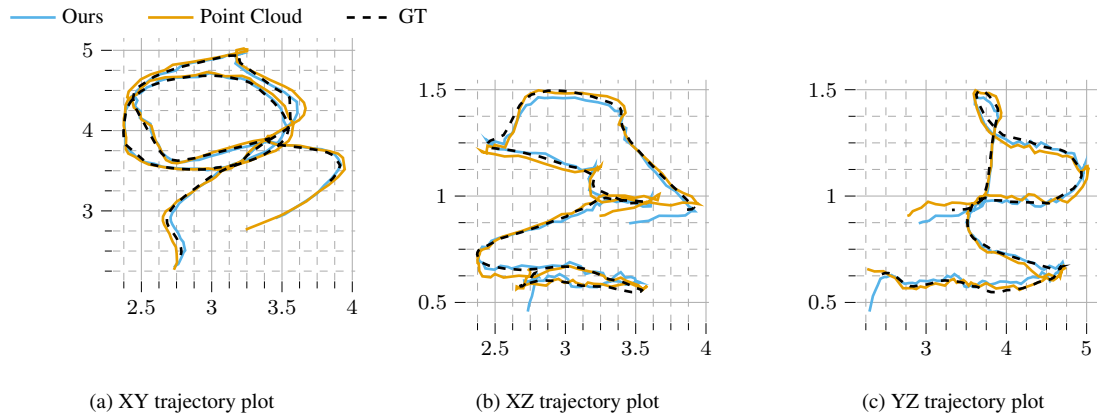 Ours Point Cloud GT
5
4
3
2.5 3 3.5 4
1.5
1
0.5
2.5 3 3.5 4
1.5
1
0.5
3 4 5
(a) XY trajectory plot
(b) XZ trajectory plot
(c) YZ trajectory plot